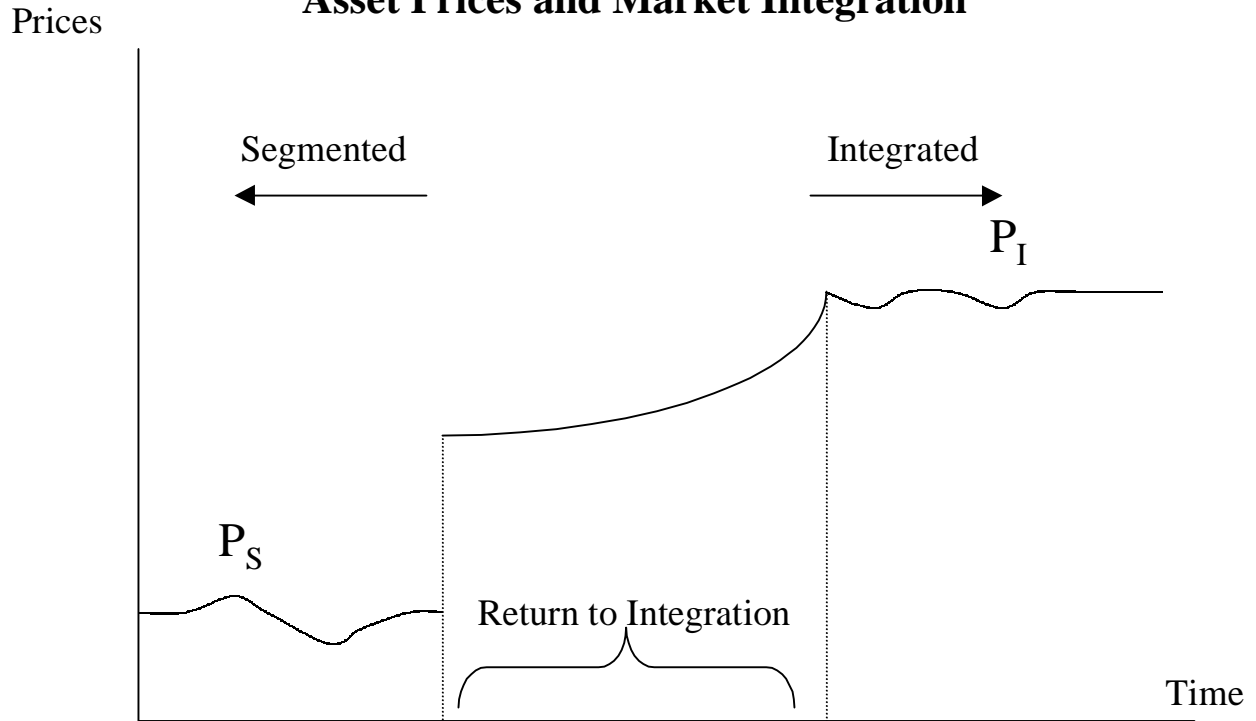 Asset Prices and Market Integration
Prices
Segmented
Integrated
P_I
P_S
Return to Integration
Time